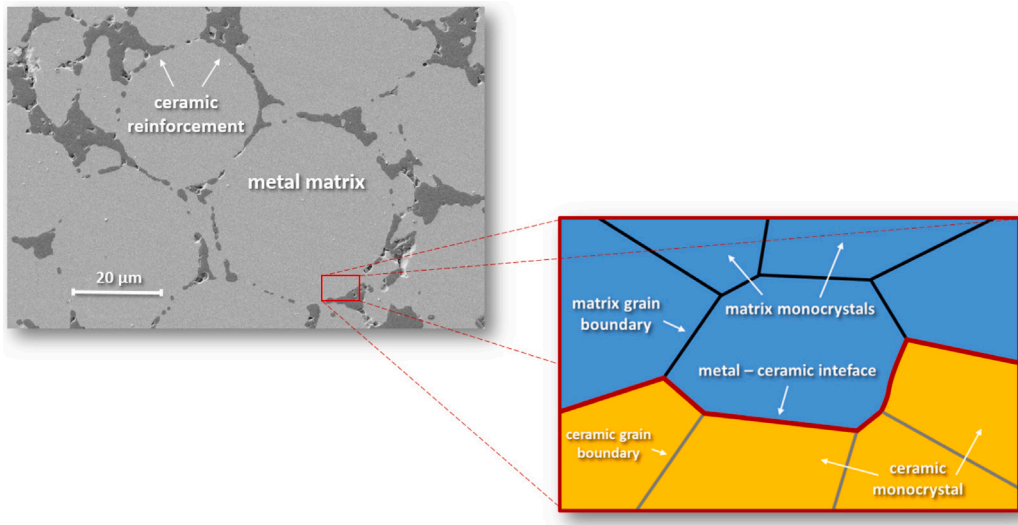 ceramic
reinforcement
metal matrix
20 μm
matrix grain
boundary
matrix monocrystals
metal – ceramic inteface
ceramic grain
boundary
ceramic
monocrystal